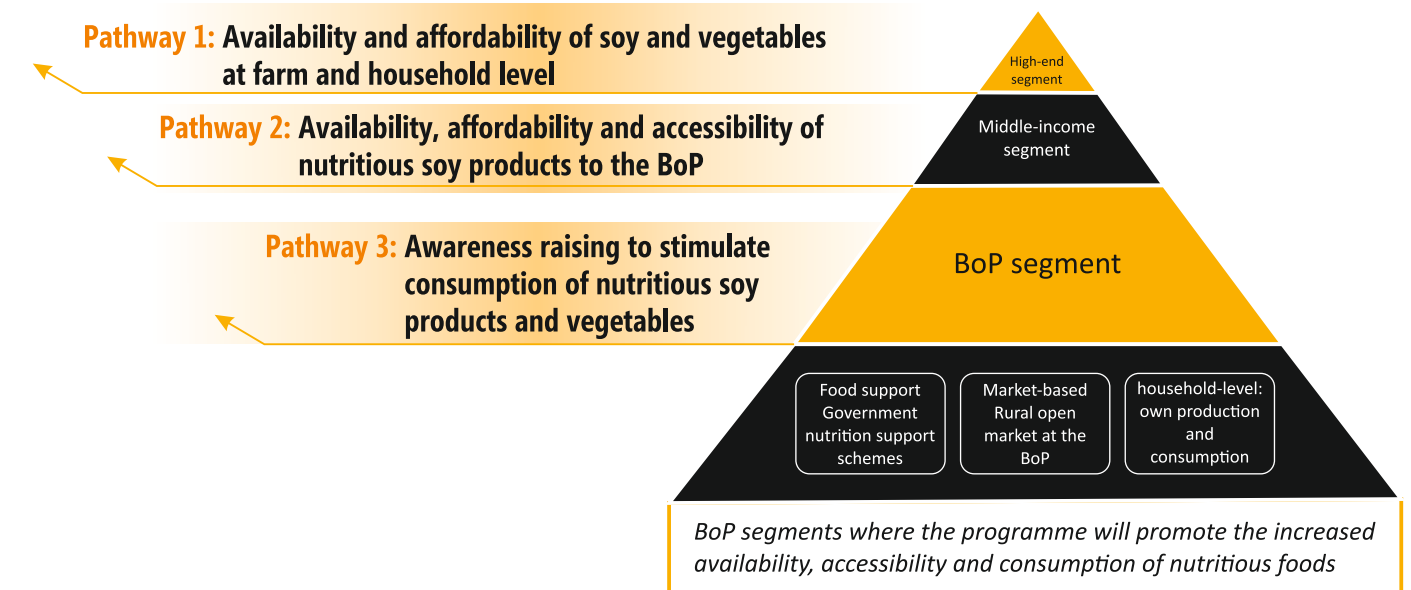 Pathway 1: Availability and affordability of soy and vegetables
at farm and household level
Pathway 2: Availability, affordability and accessibility of
nutritious soy products to the BoP
Pathway 3: Awareness raising to stimulate
consumption of nutritious soy
products and vegetables
High-end
segment
Middle-income
segment
BoP segment
Food support
Government
nutrition support
schemes
Market-based
Rural open
market at the
BoP
household-level:
own production
and
consumption
BoP segments where the programme will promote the increased
availability, accessibility and consumption of nutritious foods